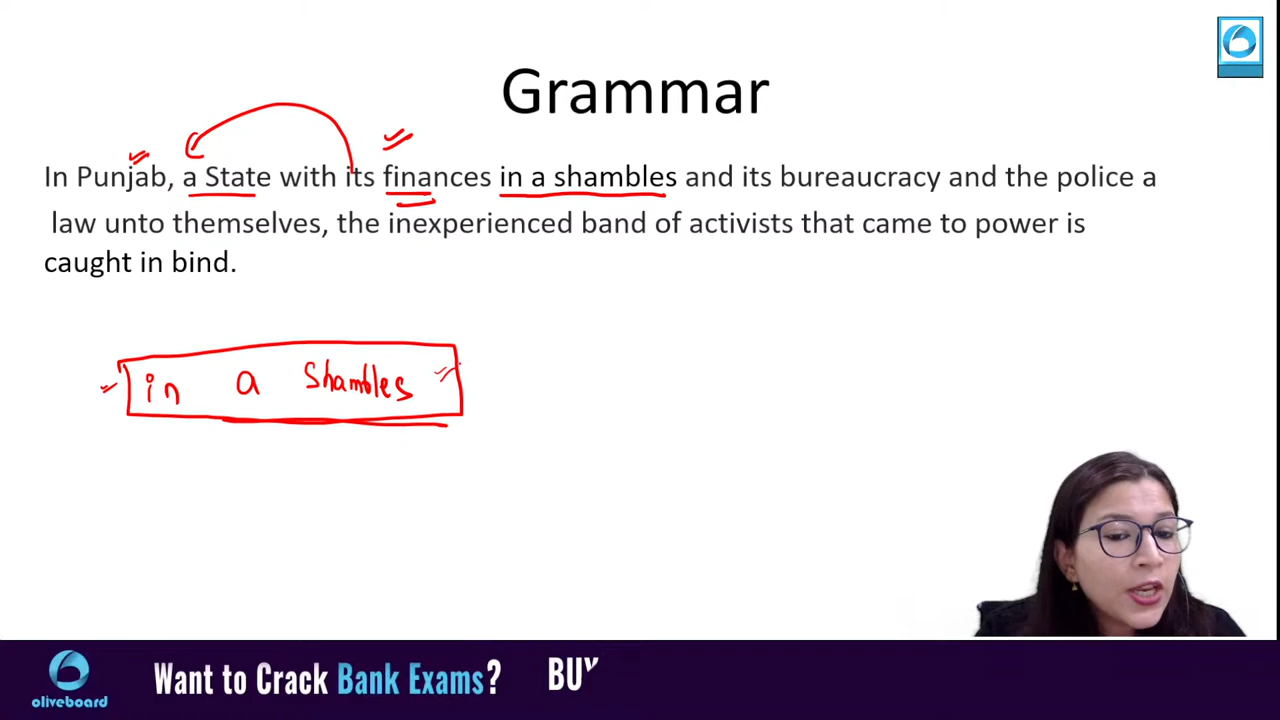 Grammar
In Punjab, a State with its finances in a shambles and its bureaucracy and the police a
law unto themselves, the inexperienced band of activists that came to power is
caught in bind.
in a Shambles
Want to Crack Bank Exams? BUY
oliveboard